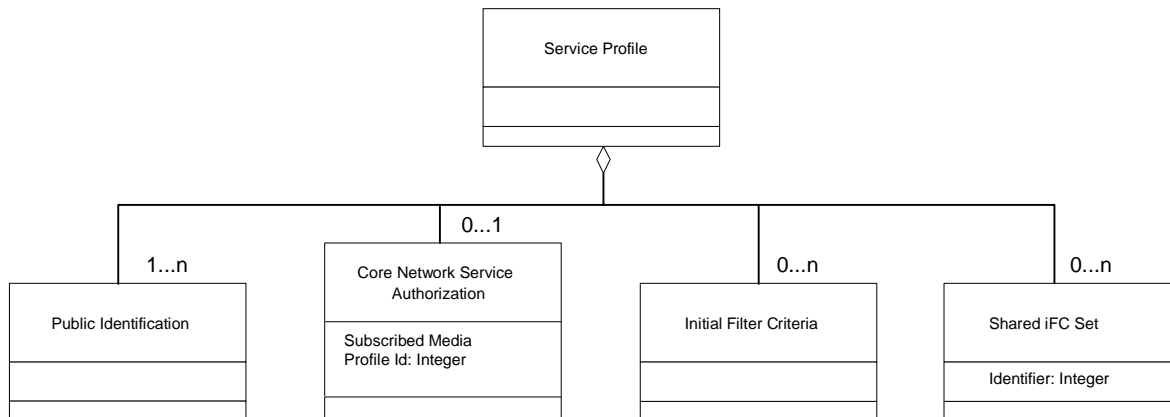 Service Profile
0...1
1...n
0...n
0...n
Core Network Service
Authorization
Public Identification
Initial Filter Criteria
Shared iFC Set
Subscribed Media
Profile Id: Integer
Identifier: Integer